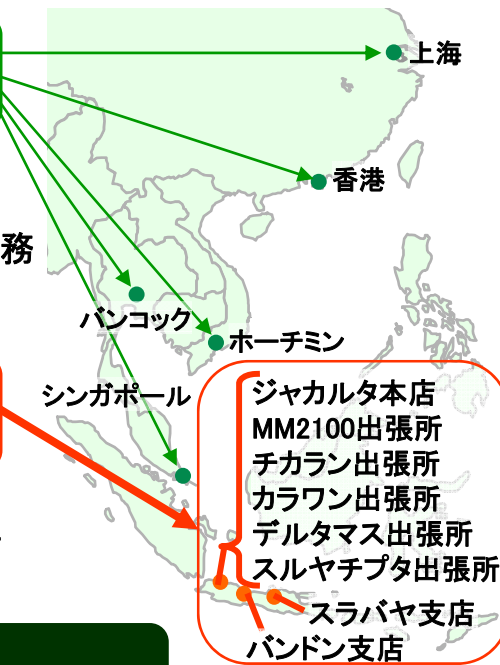 上海
香港
務
バンコック
ホーチミン
シンガポール
ジャカルタ本店
MM2100出張所
チカラン出張所
カラワン出張所
デルタマス出張所
スルヤチプタ出張所
スラバヤ支店
バンドン支店